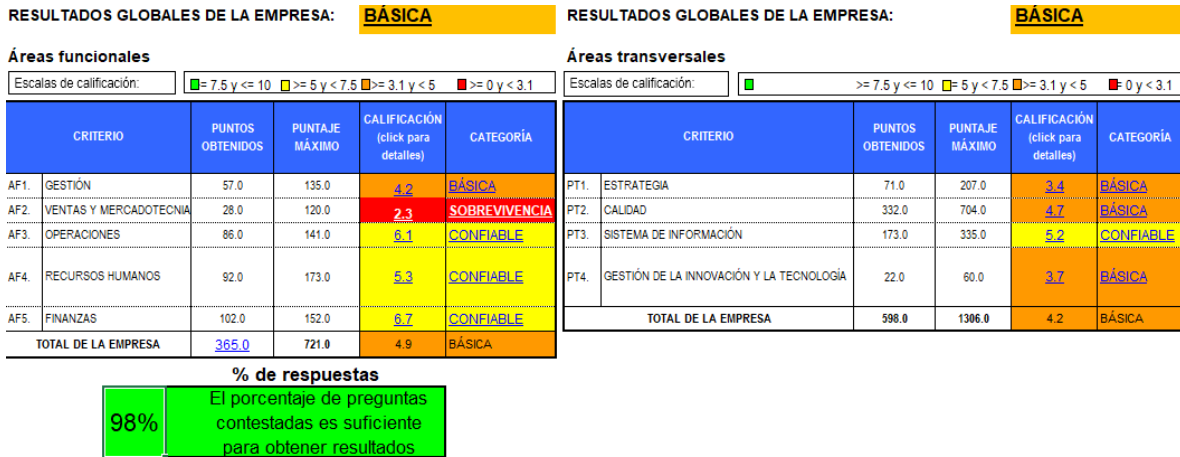 RESULTADOS GLOBALES DE LA EMPRESA: BÁSICA
Áreas funcionales
Escalas de calificación: = 7.5 y <= 10 >= 5 y < 7.5 >= 3.1 y < 5 >= 0 y < 3.1
CRITERIO PUNTOS OBTENIDOS PUNTAJE MÁXIMO CALIFICACIÓN (click para detalles) CATEGORÍA
AF1. GESTIÓN 57.0 135.0 4.2 BÁSICA
AF2. VENTAS Y MERCADOTECNIA 28.0 120.0 2.3 SOBREVIVENCIA
AF3. OPERACIONES 86.0 141.0 6.1 CONFIABLE
AF4. RECURSOS HUMANOS 92.0 173.0 5.3 CONFIABLE
AF5. FINANZAS 102.0 152.0 6.7 CONFIABLE
TOTAL DE LA EMPRESA 365.0 721.0 4.9 BÁSICA
% de respuestas
98% El porcentaje de preguntas
contestadas es suficiente
para obtener resultados
RESULTADOS GLOBALES DE LA EMPRESA: BÁSICA
Áreas transversales
Escalas de calificación: >= 7.5 y <= 10 = 5 y < 7.5 >= 3.1 y < 5 = 0 y < 3.1
CRITERIO PUNTOS OBTENIDOS PUNTAJE MÁXIMO CALIFICACIÓN (click para detalles) CATEGORÍA
PT1. ESTRATEGIA 71.0 207.0 3.4 BÁSICA
PT2. CALIDAD 332.0 704.0 4.7 BÁSICA
PT3. SISTEMA DE INFORMACIÓN 173.0 335.0 5.2 CONFIABLE
PT4. GESTIÓN DE LA INNOVACIÓN Y LA TECNOLOGÍA 22.0 60.0 3.7 BÁSICA
TOTAL DE LA EMPRESA 598.0 1306.0 4.2 BÁSICA